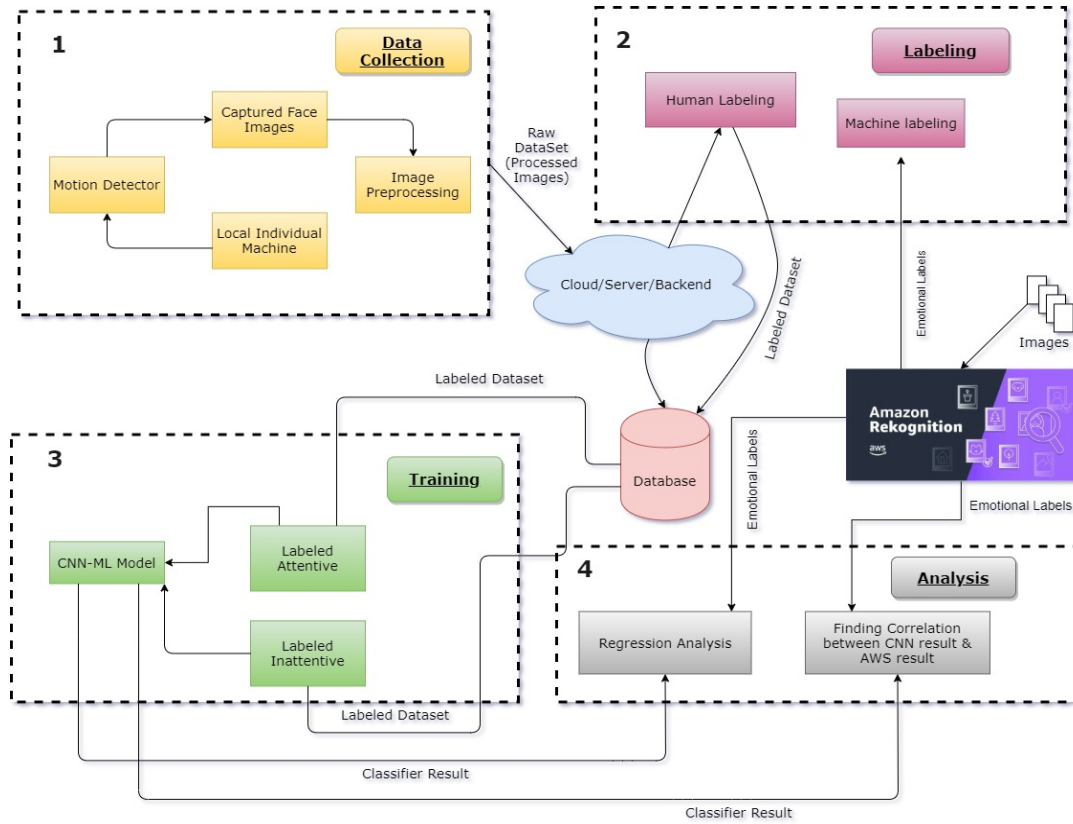 1
Data
Collection
Captured Face
Images
Motion Detector
Image
Preprocessing
Local Individual
Machine
Raw
DataSet
(Processed
Images)
2
Labeling
Human Labeling
Machine labeling
Cloud/Server/Backend
Labeled Dataset
Emotional Labels
Images
Amazon
Rekognition
aws
Labeled Dataset
Database
Emotional Labels
Emotional Labels
3
Training
CNN-ML Model
Labeled
Attentive
Labeled
Inattentive
Labeled Dataset
4
Analysis
Regression Analysis
Finding Correlation
between CNN result &
AWS result
Classifier Result
Classifier Result